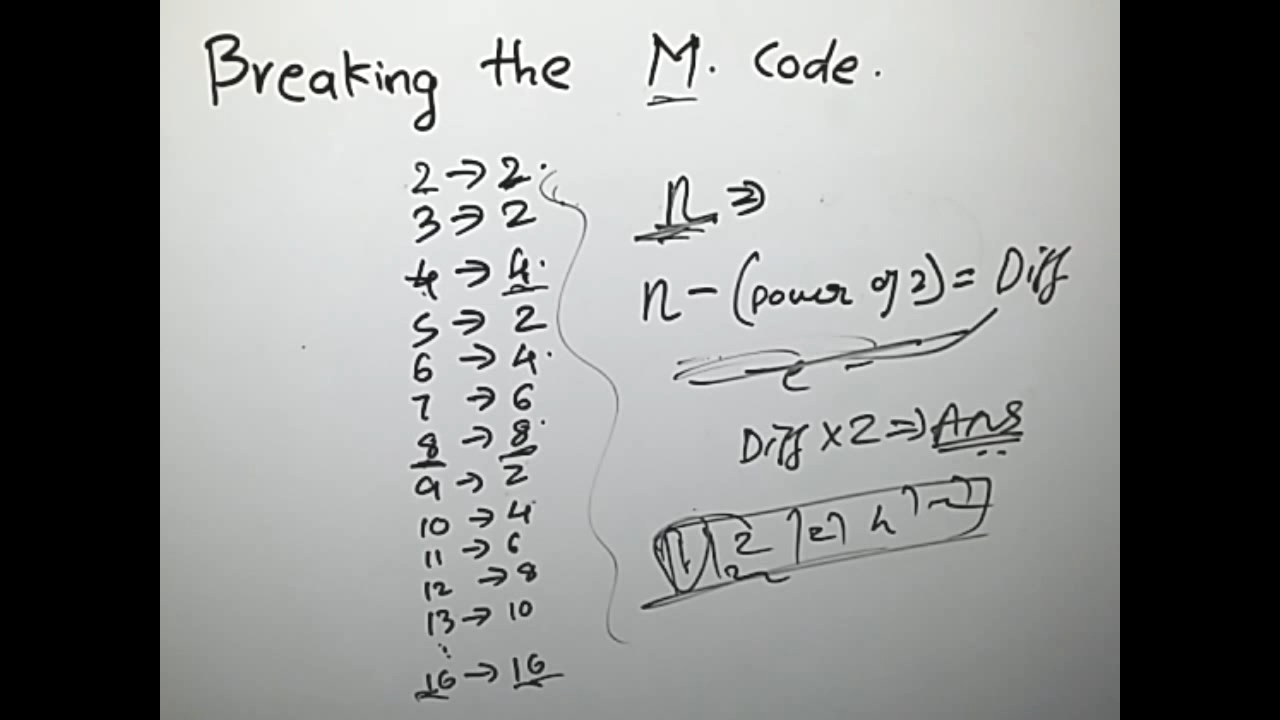 Breaking the M. Code.
2 → 2
3 → 2
4 → 4
5 → 2
6 → 4
7 → 6
8 → 8
9 → 2
10 → 4
11 → 6
12 → 8
13 → 10
⋮
16 → 16
n ⇒
n - (power of 2) = Diff
Diff x 2 ⇒ Ans